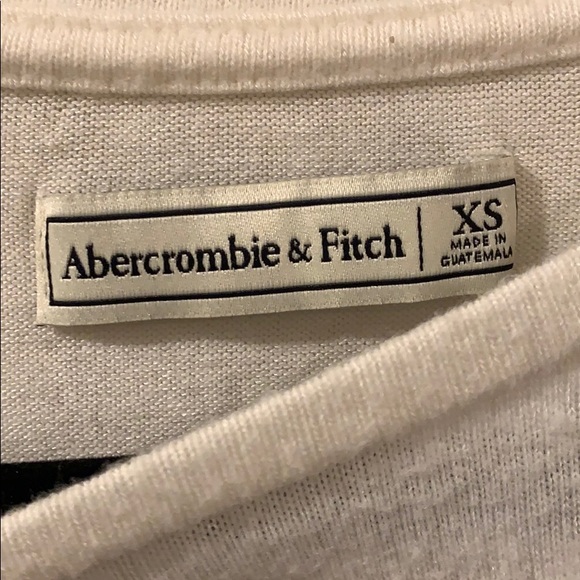 Abercrombie & Fitch
XS
MADE IN
GUATEMALA